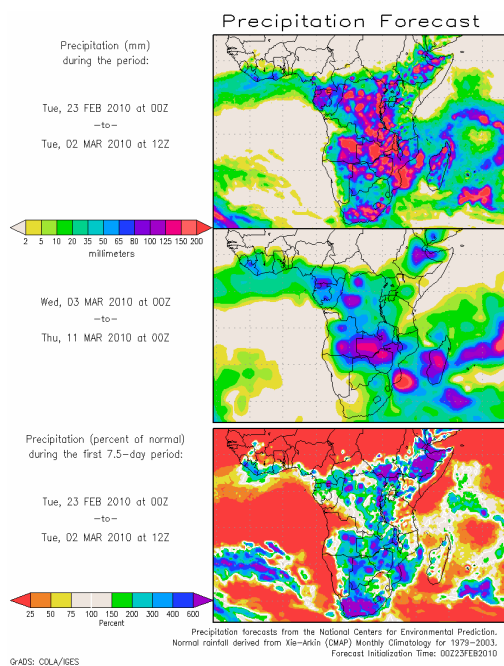 Precipitation Forecast
Precipitation (mm)
during the period:
Tue, 23 FEB 2010 at 00Z
—to—
Tue, 02 MAR 2010 at 12Z
2 5 10 20 35 50 65 80 100 125 150 200
millimeters
Wed, 03 MAR 2010 at 00Z
—to—
Thu, 11 MAR 2010 at 00Z
Precipitation (percent of normal)
during the first 7.5-day period:
Tue, 23 FEB 2010 at 00Z
—to—
Tue, 02 MAR 2010 at 12Z
25 50 75 100 150 200 300 400 600
Percent
Precipitation forecasts from the National Centers for Environmental Prediction.
Normal rainfall derived from Xie-Arkin (CMAP) Monthly Climatology for 1979-2003.
Forecast Initialization Time: 00Z23FEB2010
GrADS: COLA/IGES